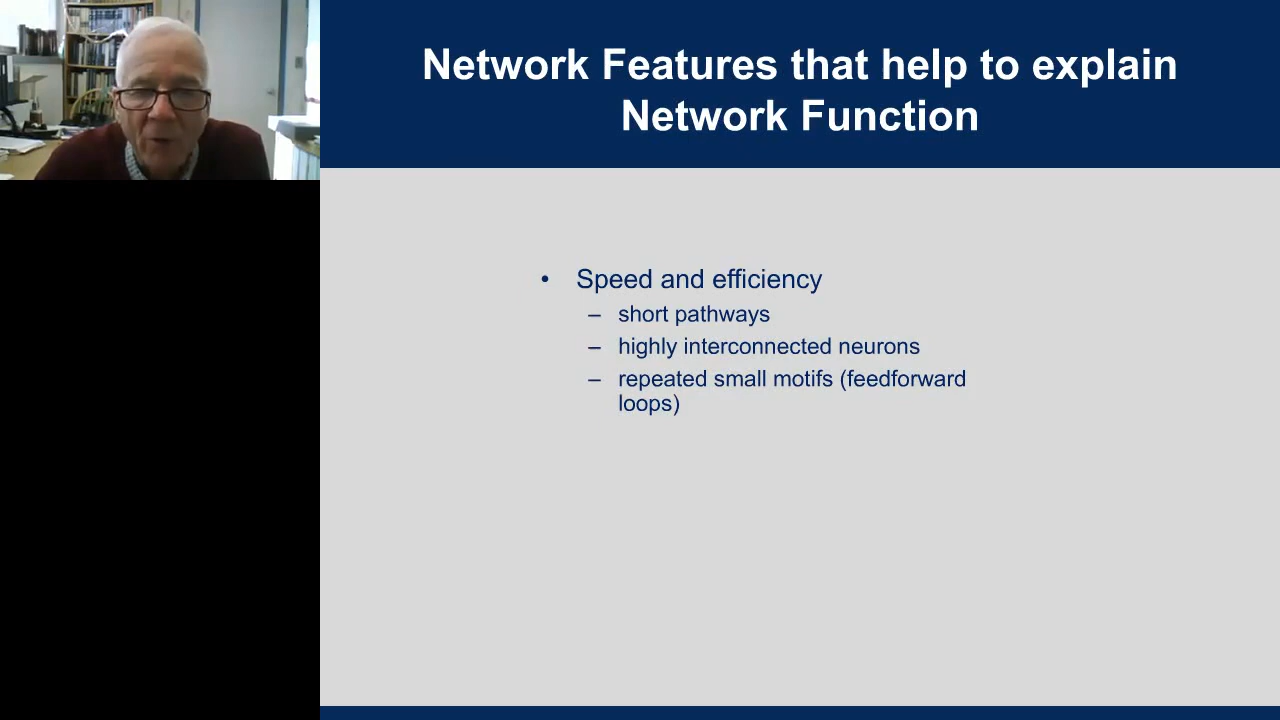 Network Features that help to explain
Network Function
• Speed and efficiency
– short pathways
– highly interconnected neurons
– repeated small motifs (feedforward
loops)